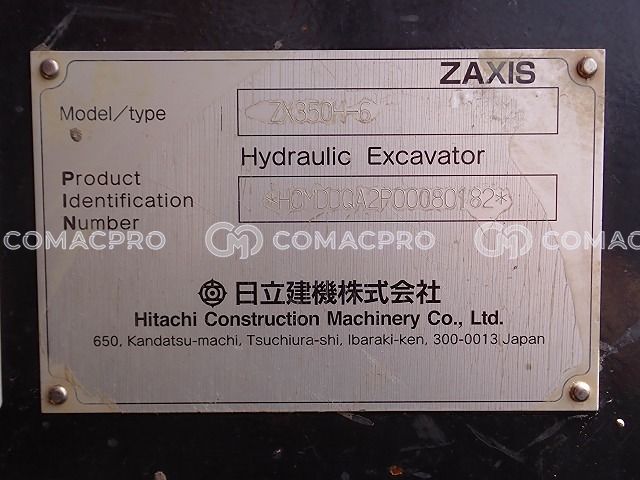 ZAXIS
Model/type ZX350H-6
Hydraulic Excavator
Product
Identification *HCMDDQA2P00080182*
Number
COMACPRO COMACPRO COMACPRO
日立建機株式会社
Hitachi Construction Machinery Co., Ltd.
650, Kandatsu-machi, Tsuchiura-shi, Ibaraki-ken, 300-0013 Japan